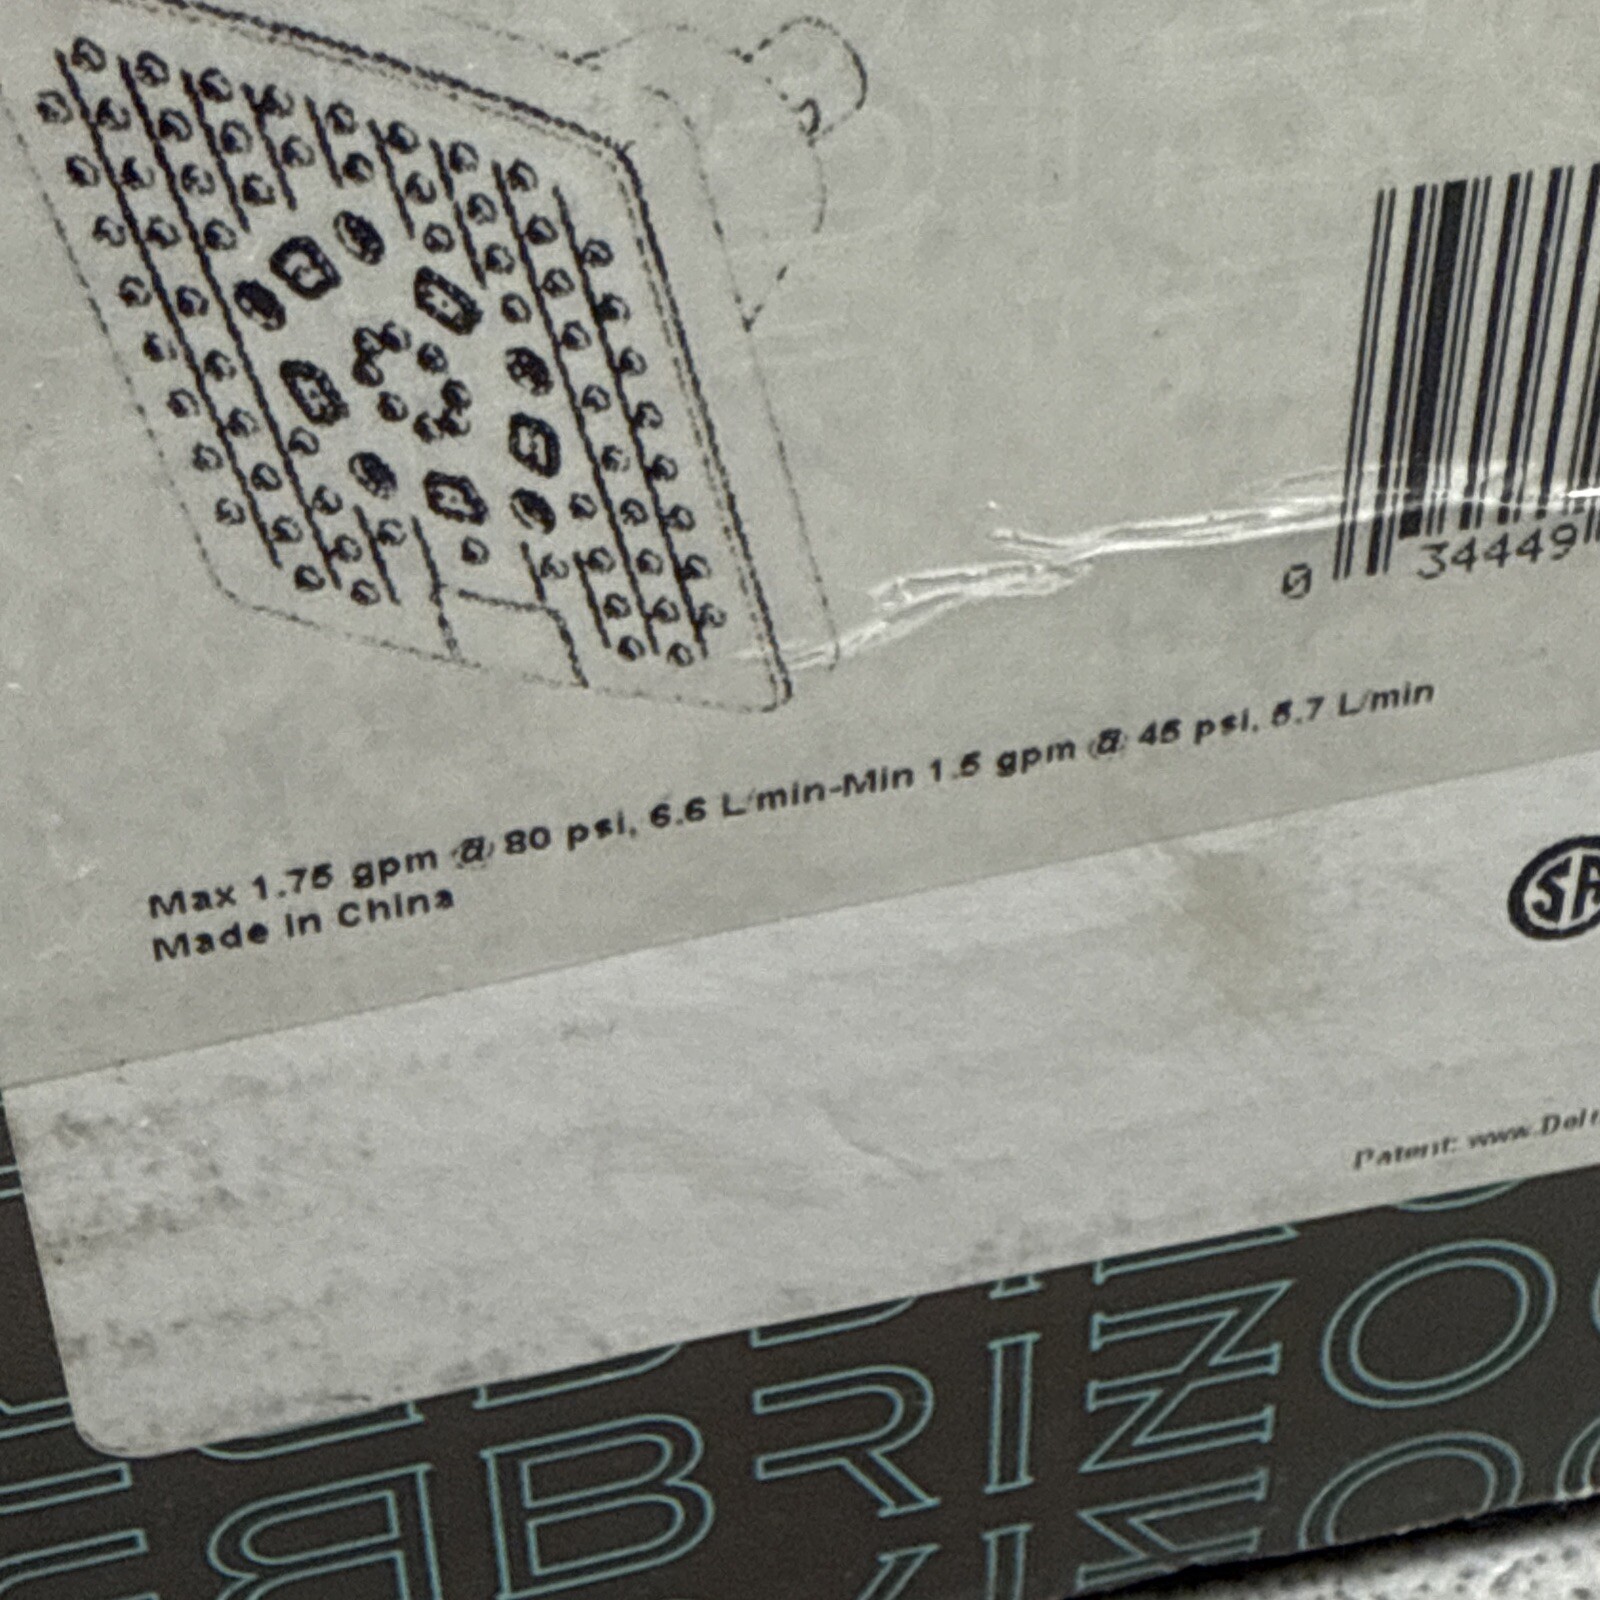 0 34449
Max 1.75 gpm @ 80 psi, 6.6 L/min-Min 1.5 gpm @ 45 psi, 5.7 L/min
Made in China
Patent: www.Delt
BRIZO
B